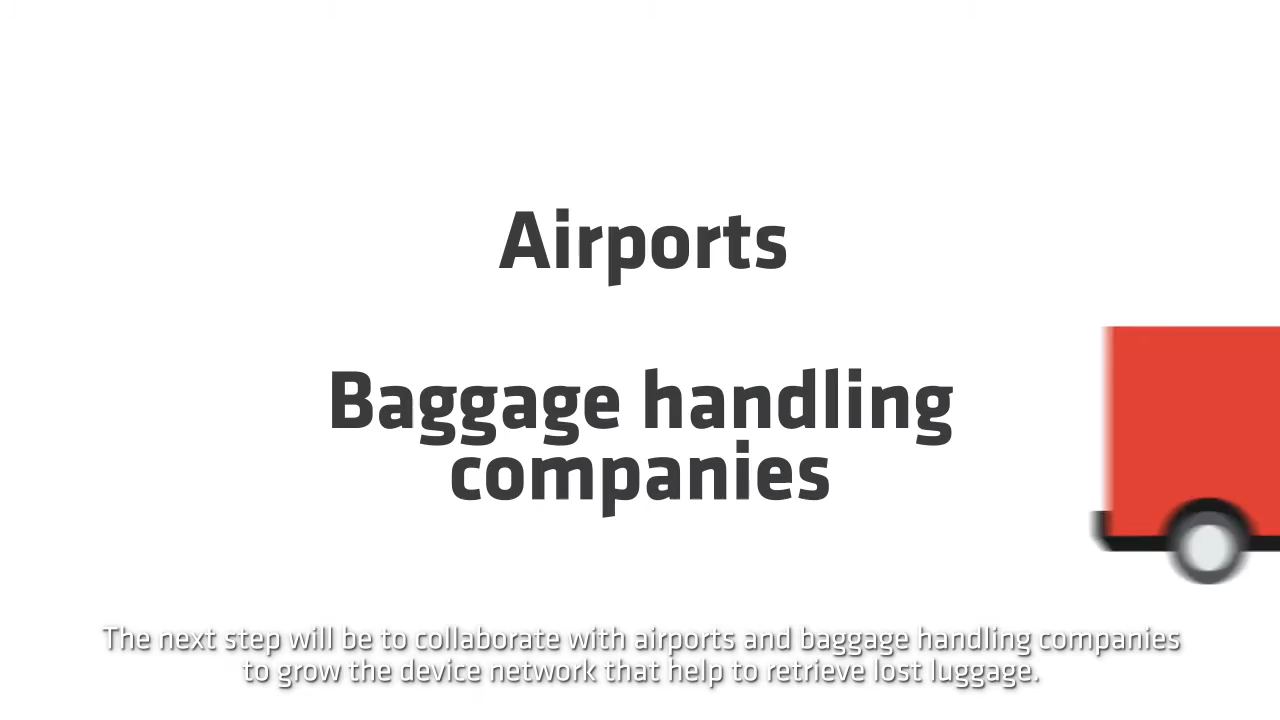 Airports
Baggage handling
companies
The next step will be to collaborate with airports and baggage handling companies
to grow the device network that help to retrieve lost luggage.